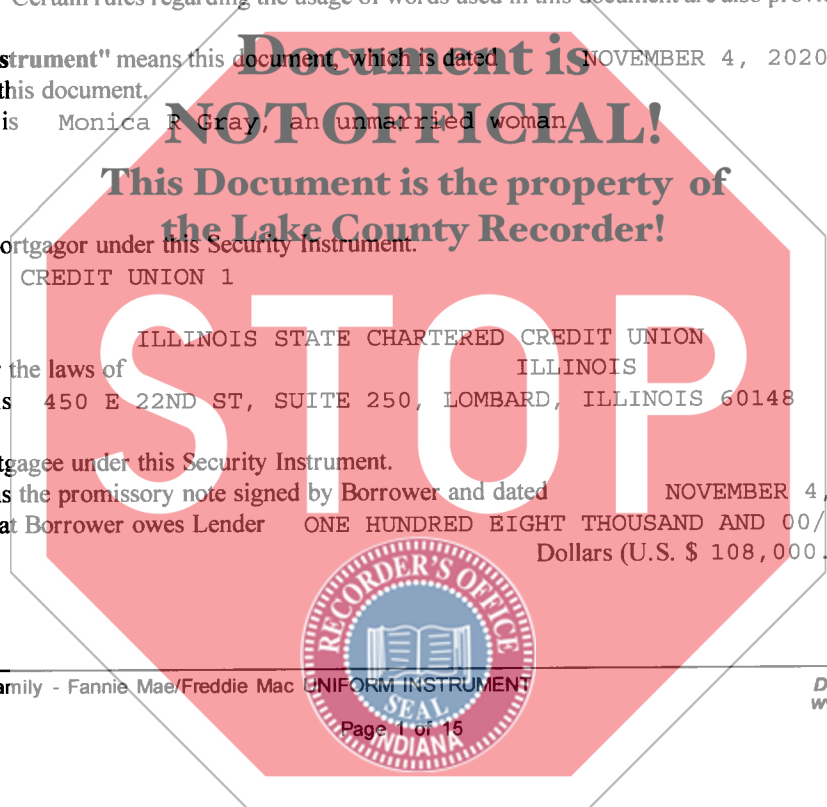 Certain rules regarding the usage of words used in this document are also provi
strument" means this document, which is dated NOVEMBER 4, 2020
this document.
is Monica R Gray, an unmarried woman
Document is
NOT OFFICIAL!
This Document is the property of
the Lake County Recorder!
ortgagor under this Security Instrument.
CREDIT UNION 1
ILLINOIS STATE CHARTERED CREDIT UNION
r the laws of ILLINOIS
s 450 E 22ND ST, SUITE 250, LOMBARD, ILLINOIS 60148
STOP
tgagee under this Security Instrument.
s the promissory note signed by Borrower and dated NOVEMBER 4,
at Borrower owes Lender ONE HUNDRED EIGHT THOUSAND AND 00/
Dollars (U.S. $ 108,000.
RECORDER'S OFFICE
SEAL
INDIANA
amily - Fannie Mae/Freddie Mac UNIFORM INSTRUMENT
Page 1 of 15